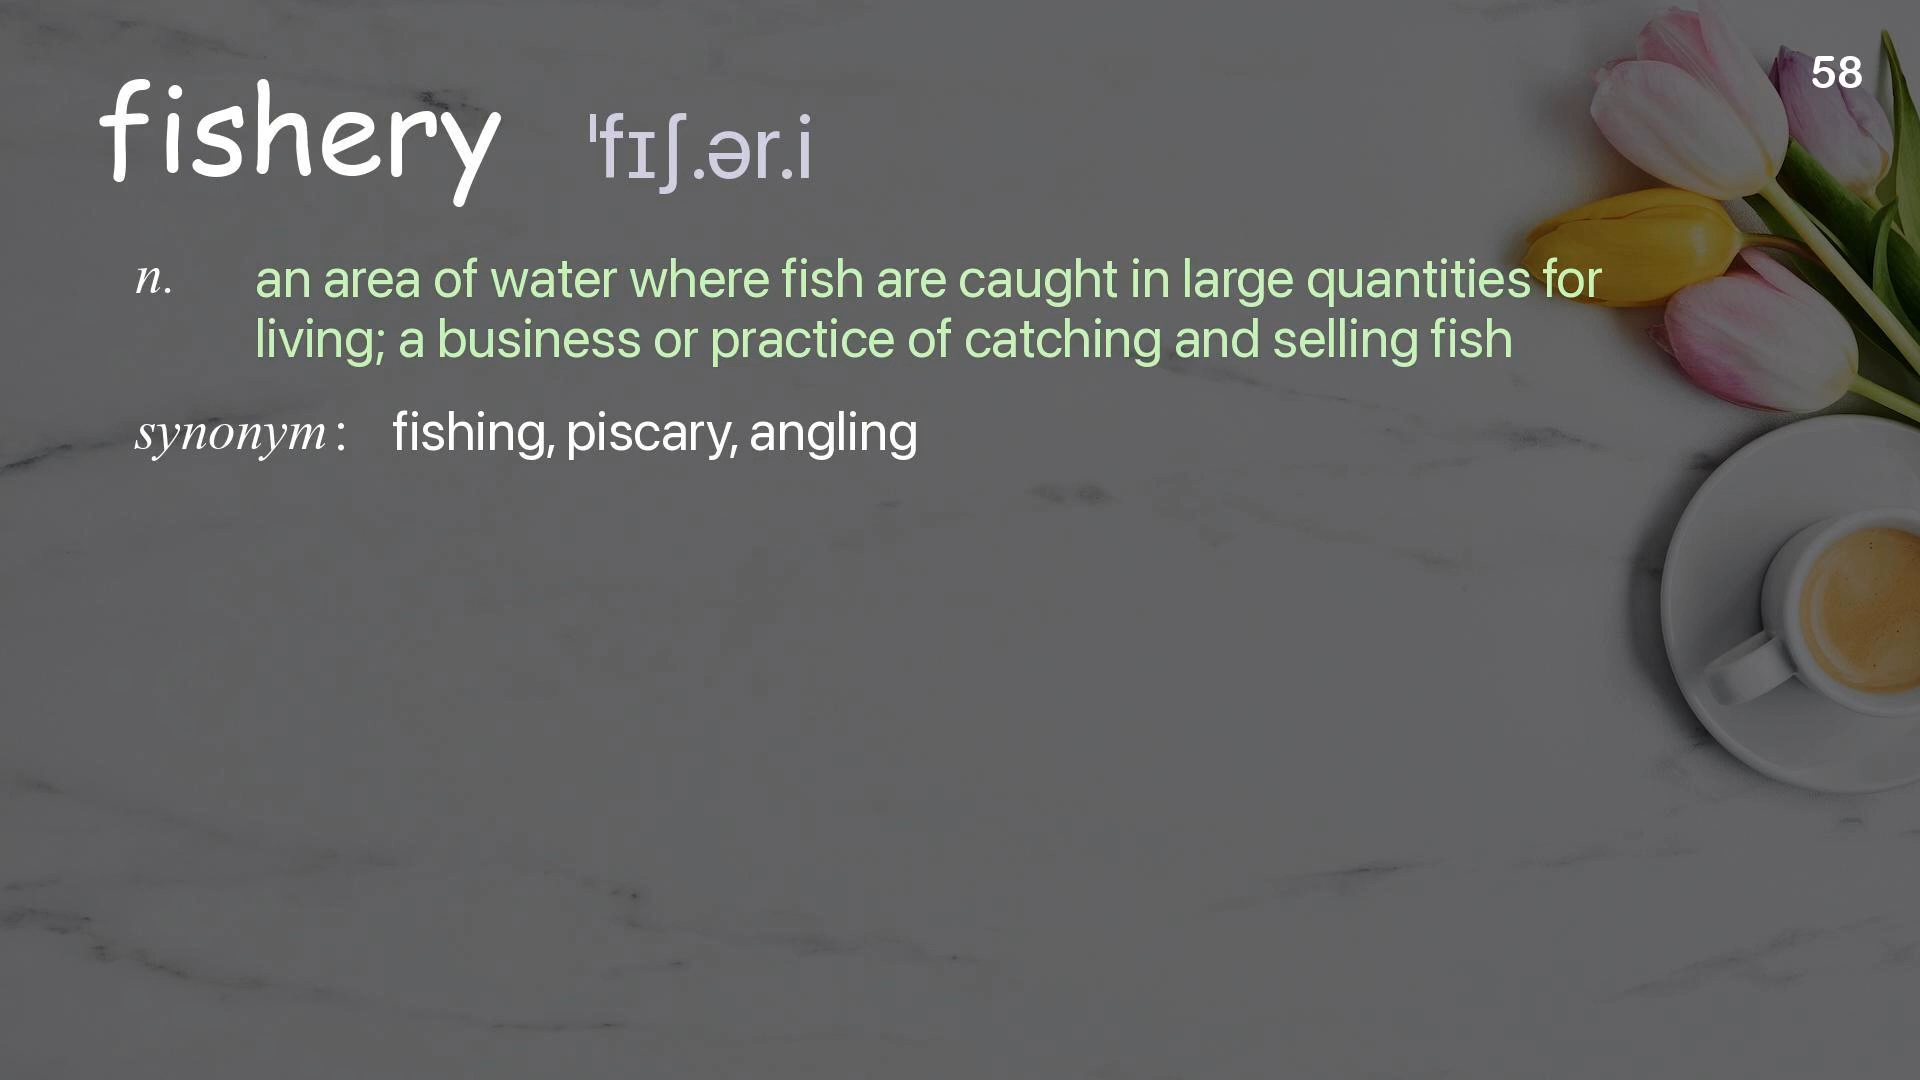 58
fishery ˈfɪʃ.ər.i
n. an area of water where fish are caught in large quantities for
living; a business or practice of catching and selling fish
synonym: fishing, piscary, angling